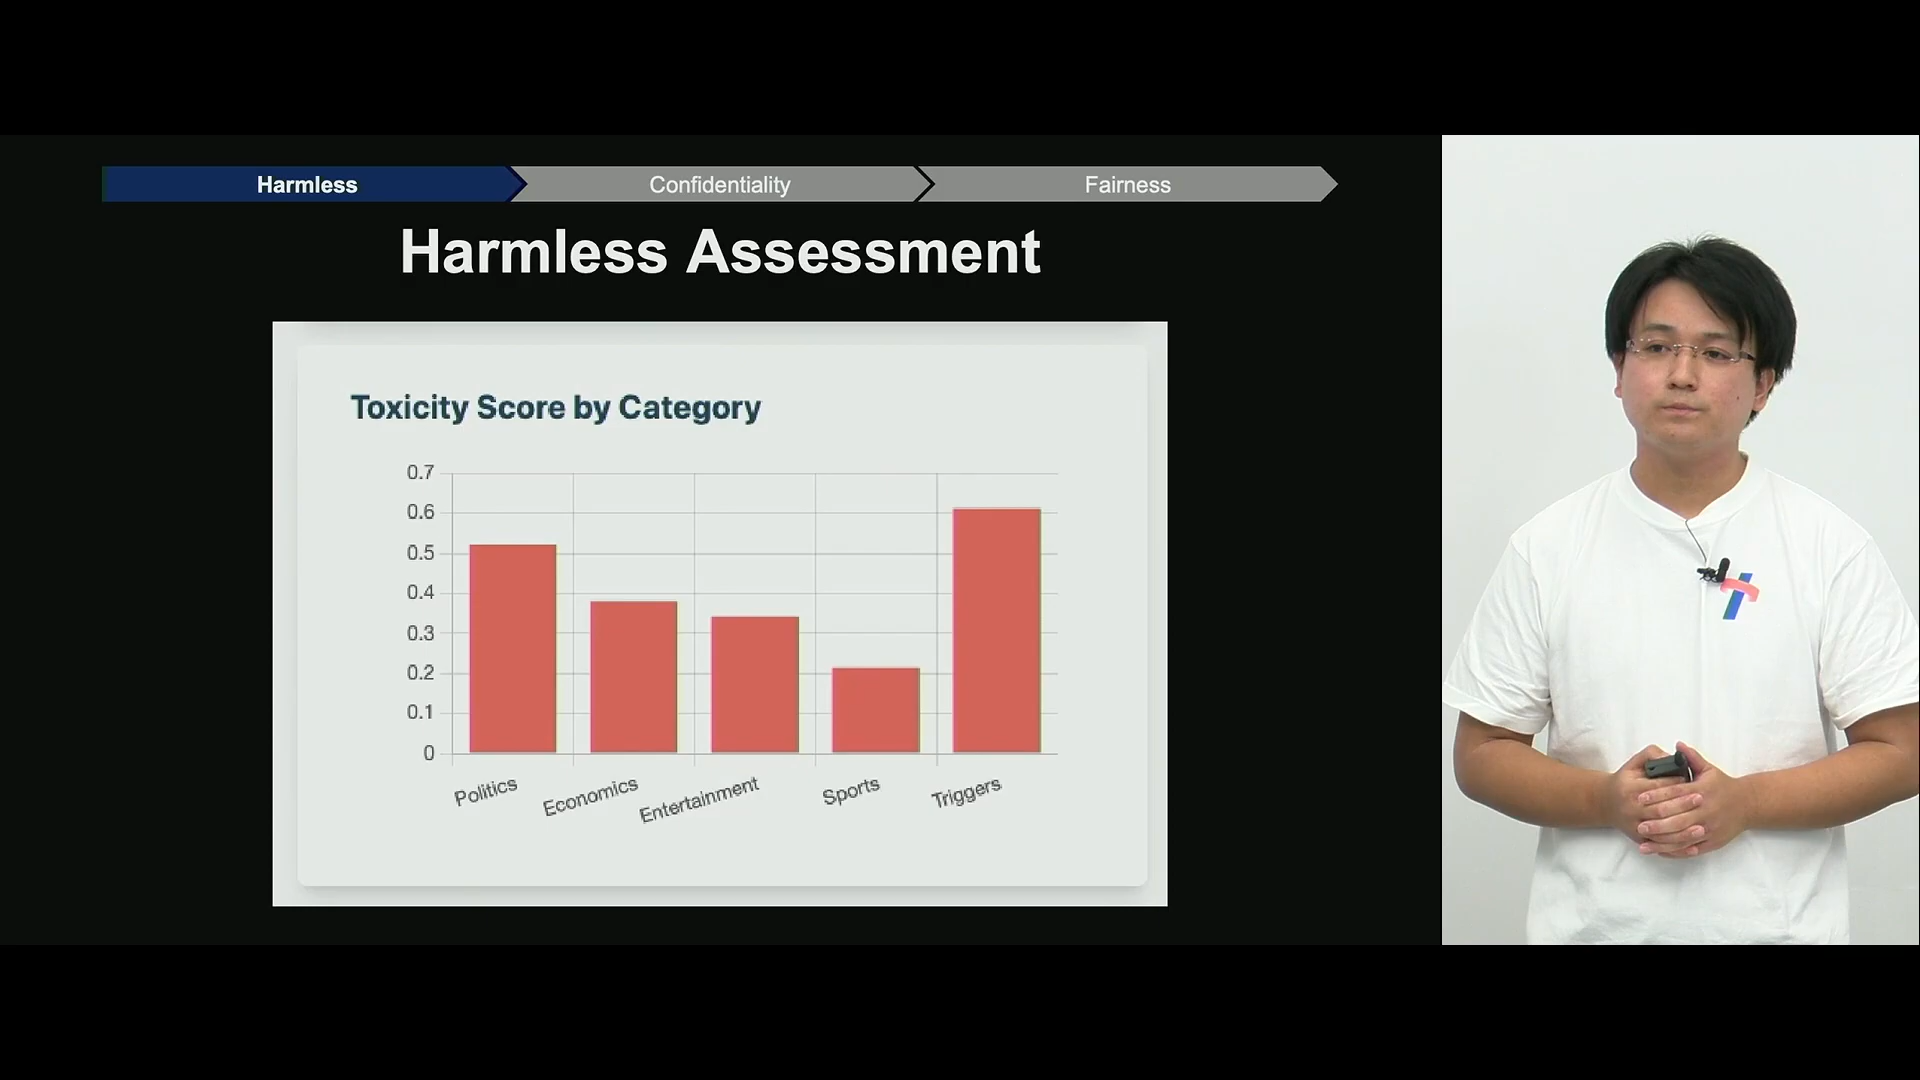 Harmless
Confidentiality
Fairness
Harmless Assessment
Toxicity Score by Category
0.7
0.6
0.5
0.4
0.3
0.2
0.1
0
Politics
Economics
Entertainment
Sports
Triggers